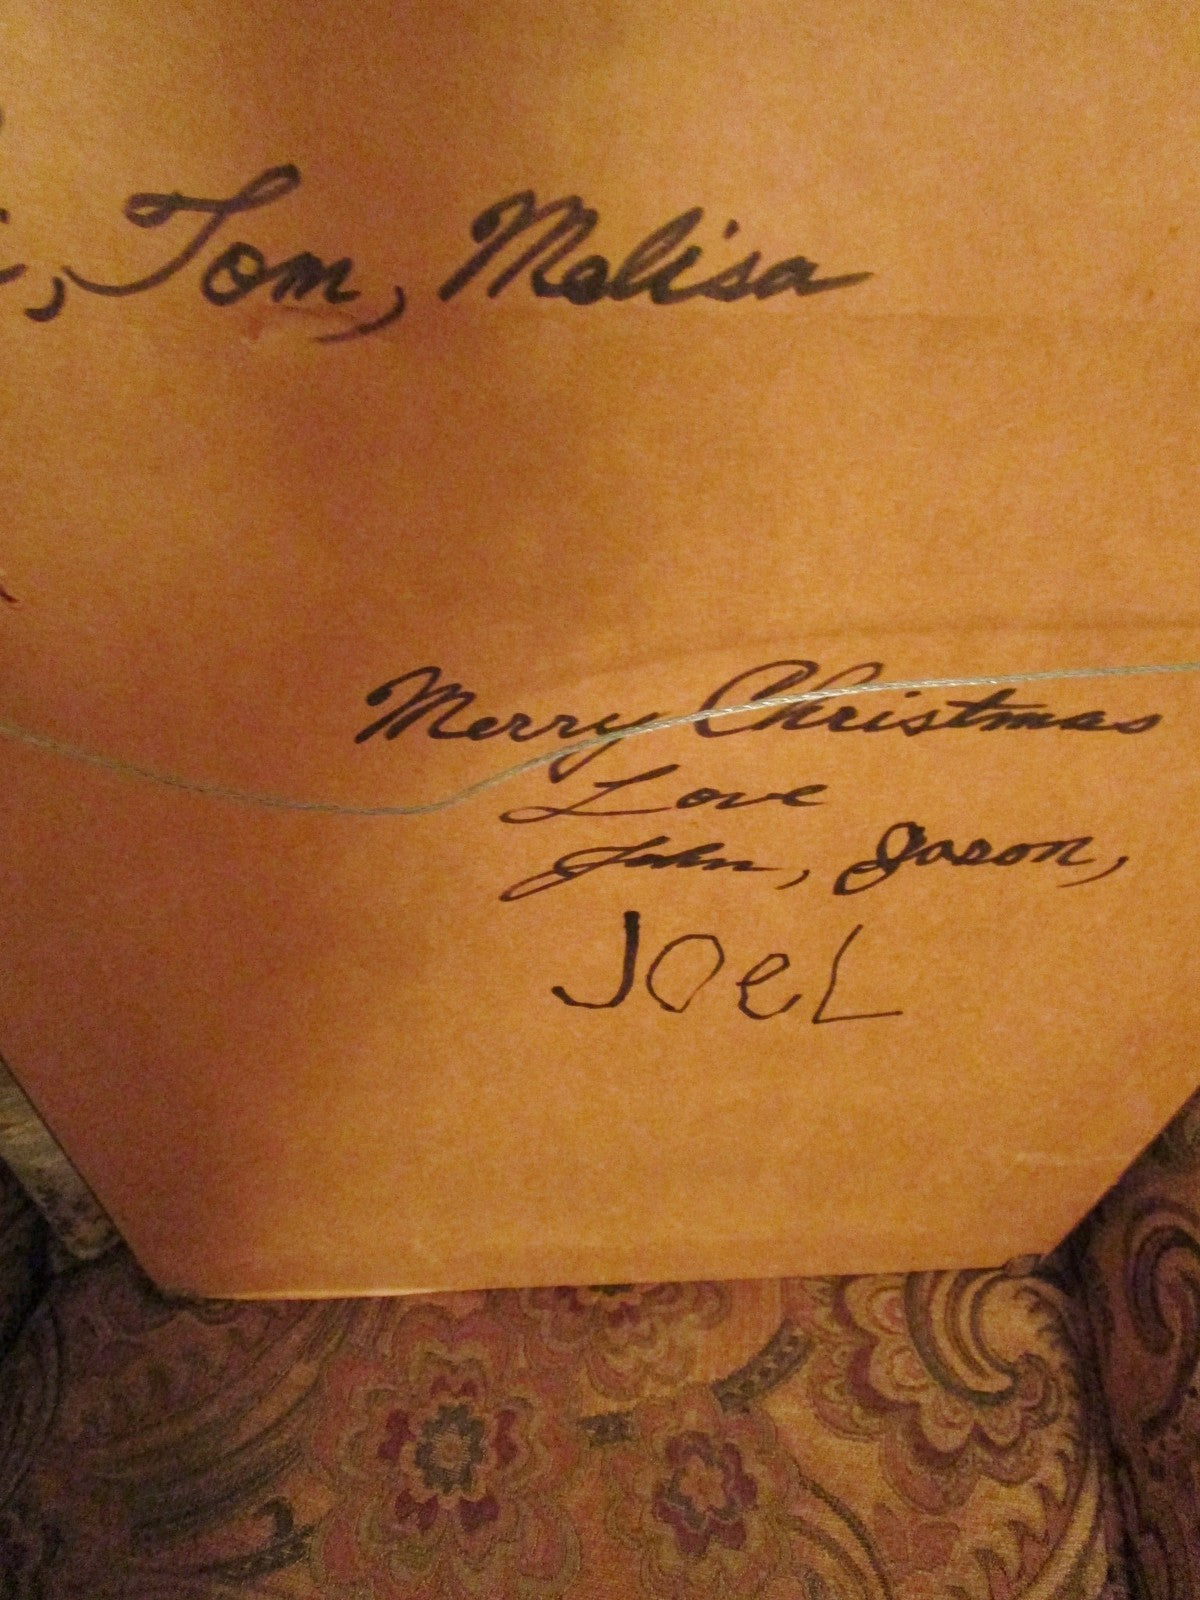 , Tom, Melisa
Merry Christmas
Love
John, Jason,
JOeL